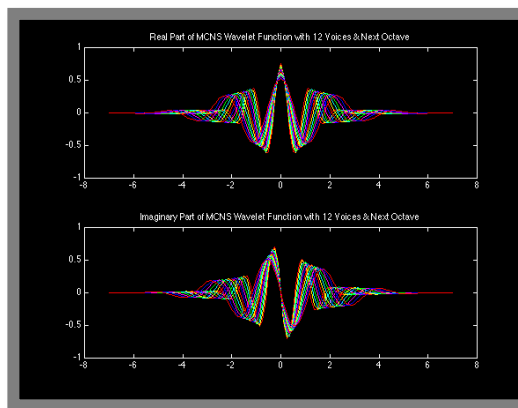 Real Part of MCNS Wavelet Function with 12 Voices & Next Octave
1
0.5
0
-0.5
-1
-8 -6 -4 -2 0 2 4 6 8
Imaginary Part of MCNS Wavelet Function with 12 Voices & Next Octave
1
0.5
0
-0.5
-1
-8 -6 -4 -2 0 2 4 6 8